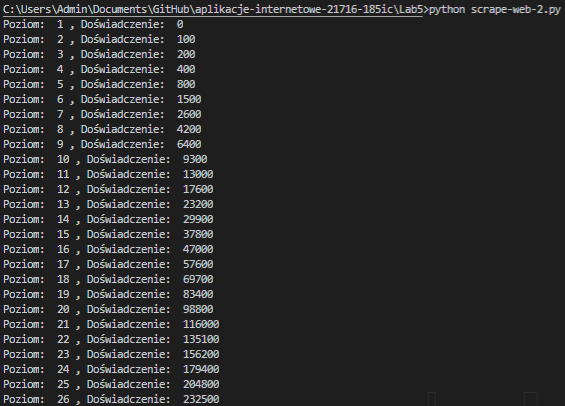 C:\Users\Admin\Documents\GitHub\aplikacje-internetowe-21716-185ic\Lab5>python scrape-web-2.py
Poziom:  1 , Doświadczenie:  0
Poziom:  2 , Doświadczenie:  100
Poziom:  3 , Doświadczenie:  200
Poziom:  4 , Doświadczenie:  400
Poziom:  5 , Doświadczenie:  800
Poziom:  6 , Doświadczenie:  1500
Poziom:  7 , Doświadczenie:  2600
Poziom:  8 , Doświadczenie:  4200
Poziom:  9 , Doświadczenie:  6400
Poziom:  10 , Doświadczenie:  9300
Poziom:  11 , Doświadczenie:  13000
Poziom:  12 , Doświadczenie:  17600
Poziom:  13 , Doświadczenie:  23200
Poziom:  14 , Doświadczenie:  29900
Poziom:  15 , Doświadczenie:  37800
Poziom:  16 , Doświadczenie:  47000
Poziom:  17 , Doświadczenie:  57600
Poziom:  18 , Doświadczenie:  69700
Poziom:  19 , Doświadczenie:  83400
Poziom:  20 , Doświadczenie:  98800
Poziom:  21 , Doświadczenie:  116000
Poziom:  22 , Doświadczenie:  135100
Poziom:  23 , Doświadczenie:  156200
Poziom:  24 , Doświadczenie:  179400
Poziom:  25 , Doświadczenie:  204800
Poziom:  26 , Doświadczenie:  232500